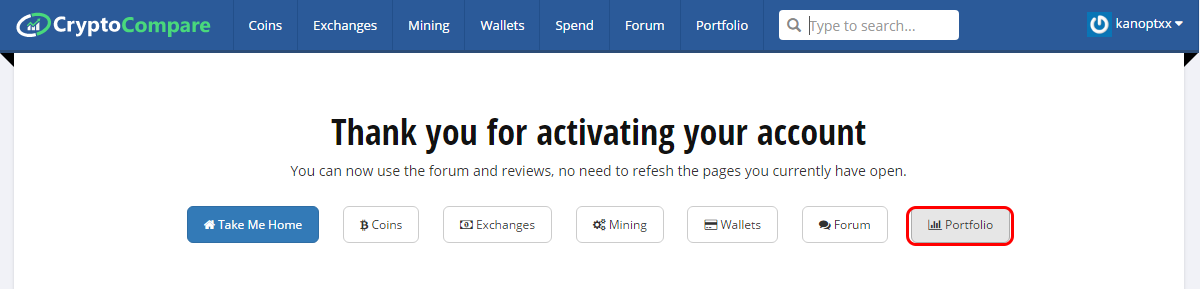 CryptoCompare Coins Exchanges Mining Wallets Spend Forum Portfolio Type to search... kanoptxx
Thank you for activating your account
You can now use the forum and reviews, no need to refesh the pages you currently have open.
Take Me Home Coins Exchanges Mining Wallets Forum Portfolio